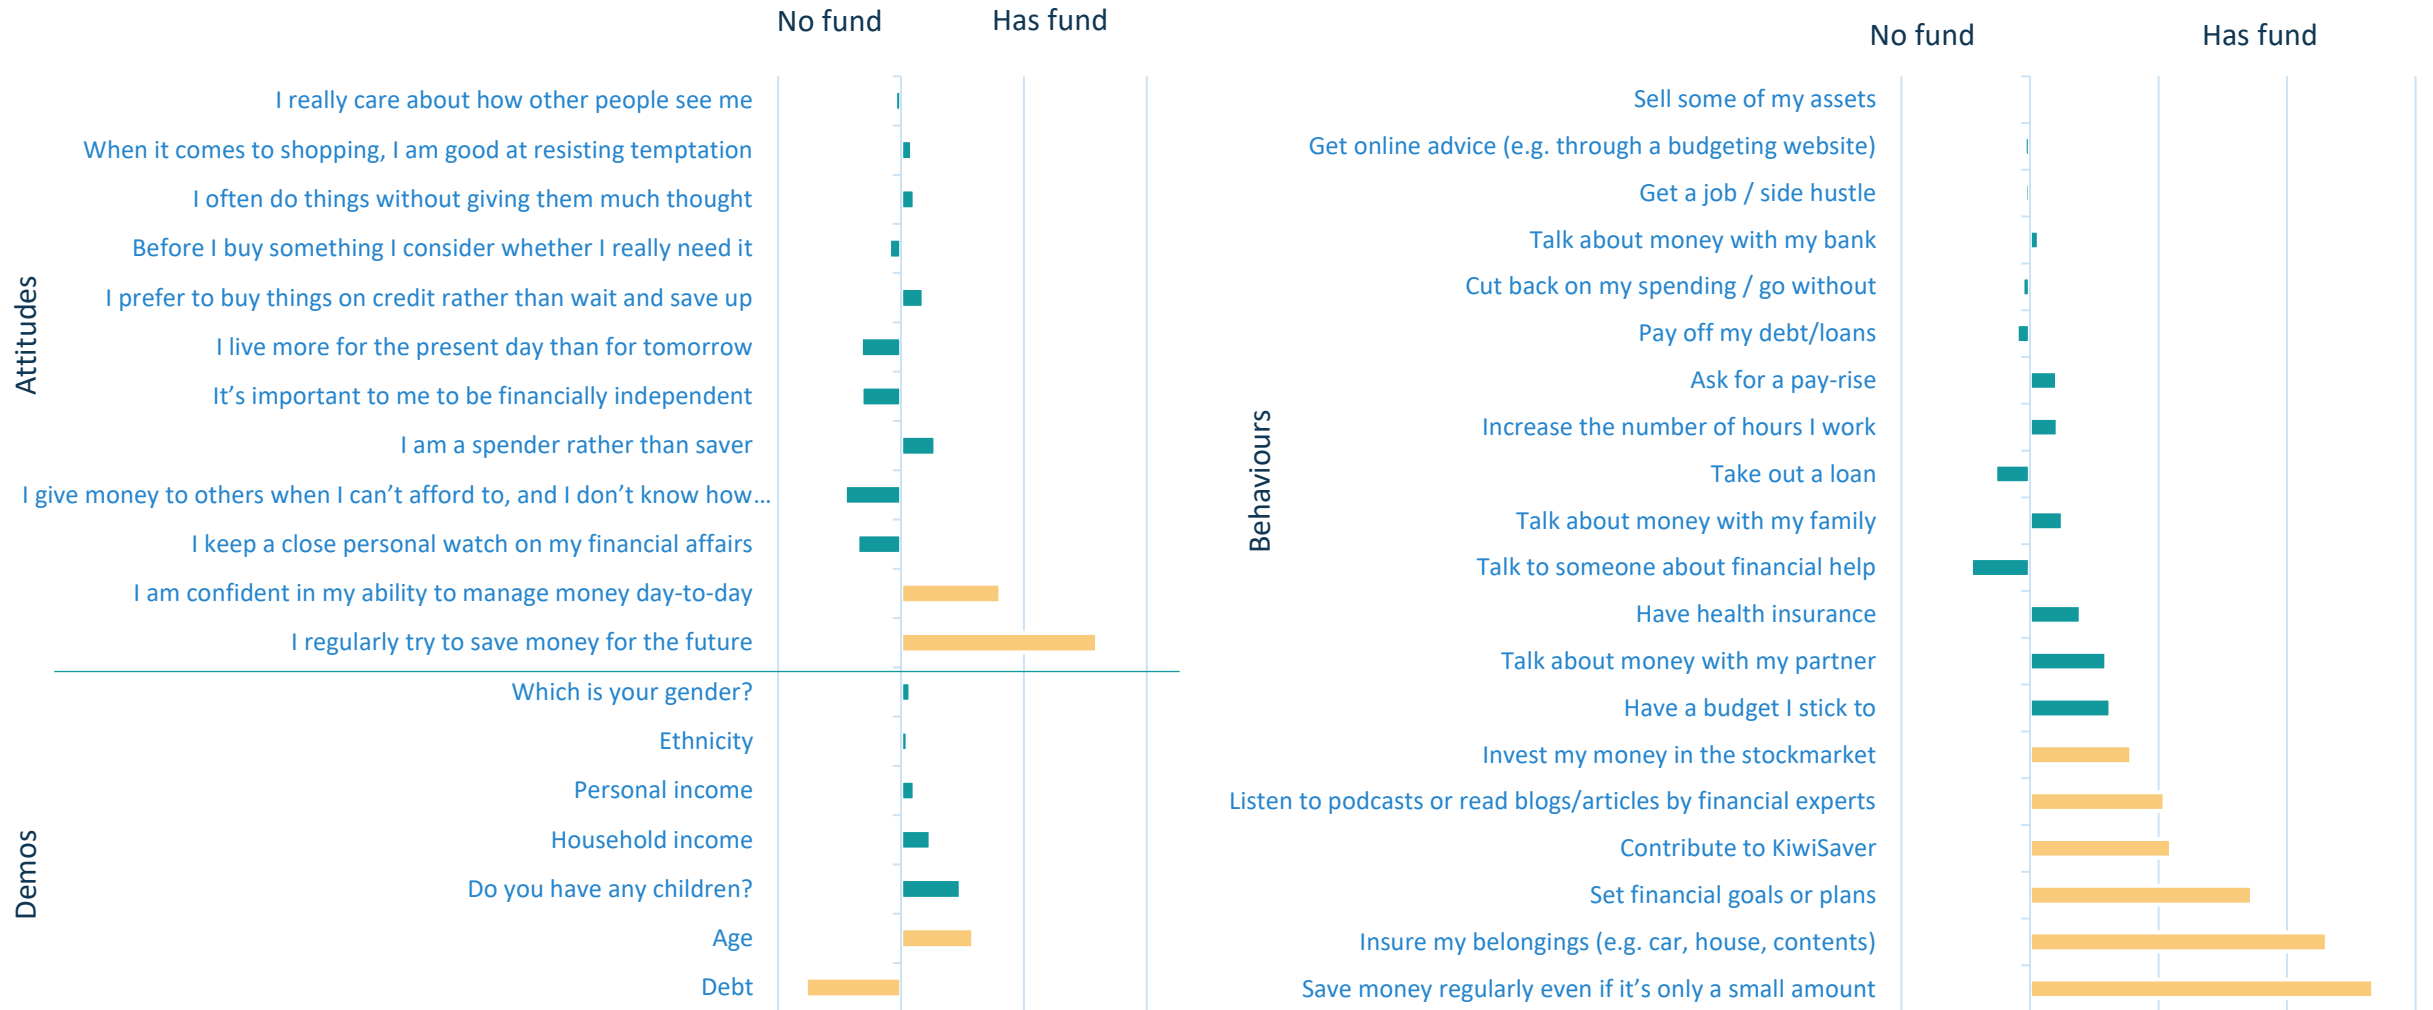 No fund
Has fund
Attitudes
I really care about how other people see me
When it comes to shopping, I am good at resisting temptation
I often do things without giving them much thought
Before I buy something I consider whether I really need it
I prefer to buy things on credit rather than wait and save up
I live more for the present day than for tomorrow
It’s important to me to be financially independent
I am a spender rather than saver
I give money to others when I can’t afford to, and I don’t know how…
I keep a close personal watch on my financial affairs
I am confident in my ability to manage money day-to-day
I regularly try to save money for the future
Demos
Which is your gender?
Ethnicity
Personal income
Household income
Do you have any children?
Age
Debt
No fund
Has fund
Behaviours
Sell some of my assets
Get online advice (e.g. through a budgeting website)
Get a job / side hustle
Talk about money with my bank
Cut back on my spending / go without
Pay off my debt/loans
Ask for a pay-rise
Increase the number of hours I work
Take out a loan
Talk about money with my family
Talk to someone about financial help
Have health insurance
Talk about money with my partner
Have a budget I stick to
Invest my money in the stockmarket
Listen to podcasts or read blogs/articles by financial experts
Contribute to KiwiSaver
Set financial goals or plans
Insure my belongings (e.g. car, house, contents)
Save money regularly even if it’s only a small amount